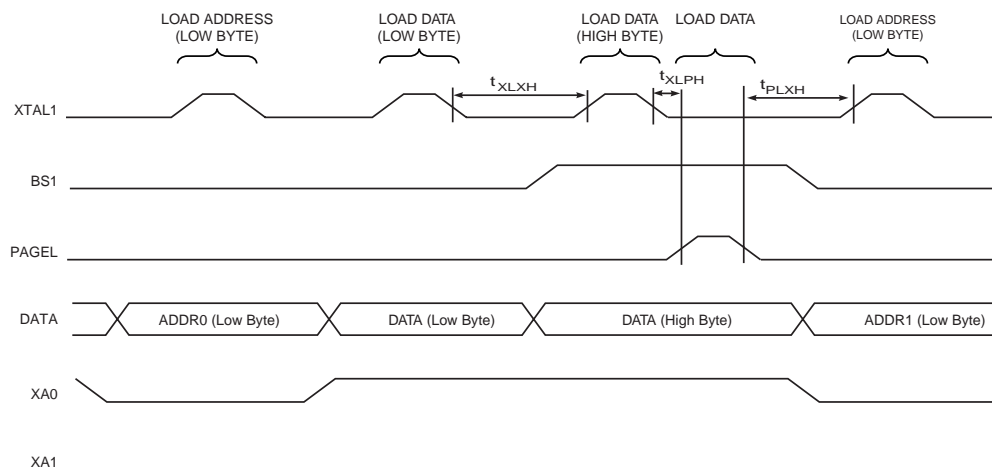 LOAD ADDRESS
(LOW BYTE)
LOAD DATA
(LOW BYTE)
LOAD DATA
(HIGH BYTE)
LOAD DATA
LOAD ADDRESS
(LOW BYTE)
t XLXH
tXLPH
tPLXH
XTAL1
BS1
PAGEL
DATA
ADDR0 (Low Byte)
DATA (Low Byte)
DATA (High Byte)
ADDR1 (Low Byte)
XA0
XA1